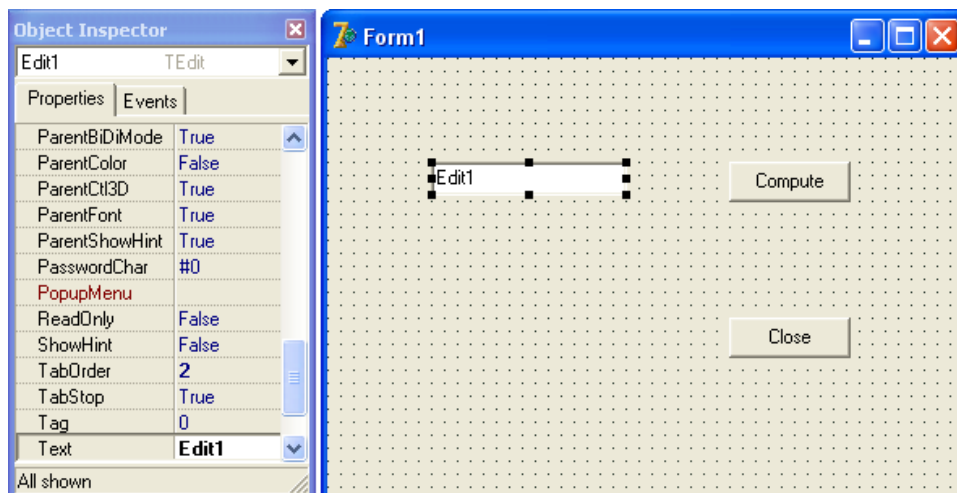 Object Inspector
Edit1 TEdit
Properties Events
ParentBiDiMode True
ParentColor False
ParentCtl3D True
ParentFont True
ParentShowHint True
PasswordChar #0
PopupMenu
ReadOnly False
ShowHint False
TabOrder 2
TabStop True
Tag 0
Text Edit1
All shown
7 Form1
Edit1
Compute
Close